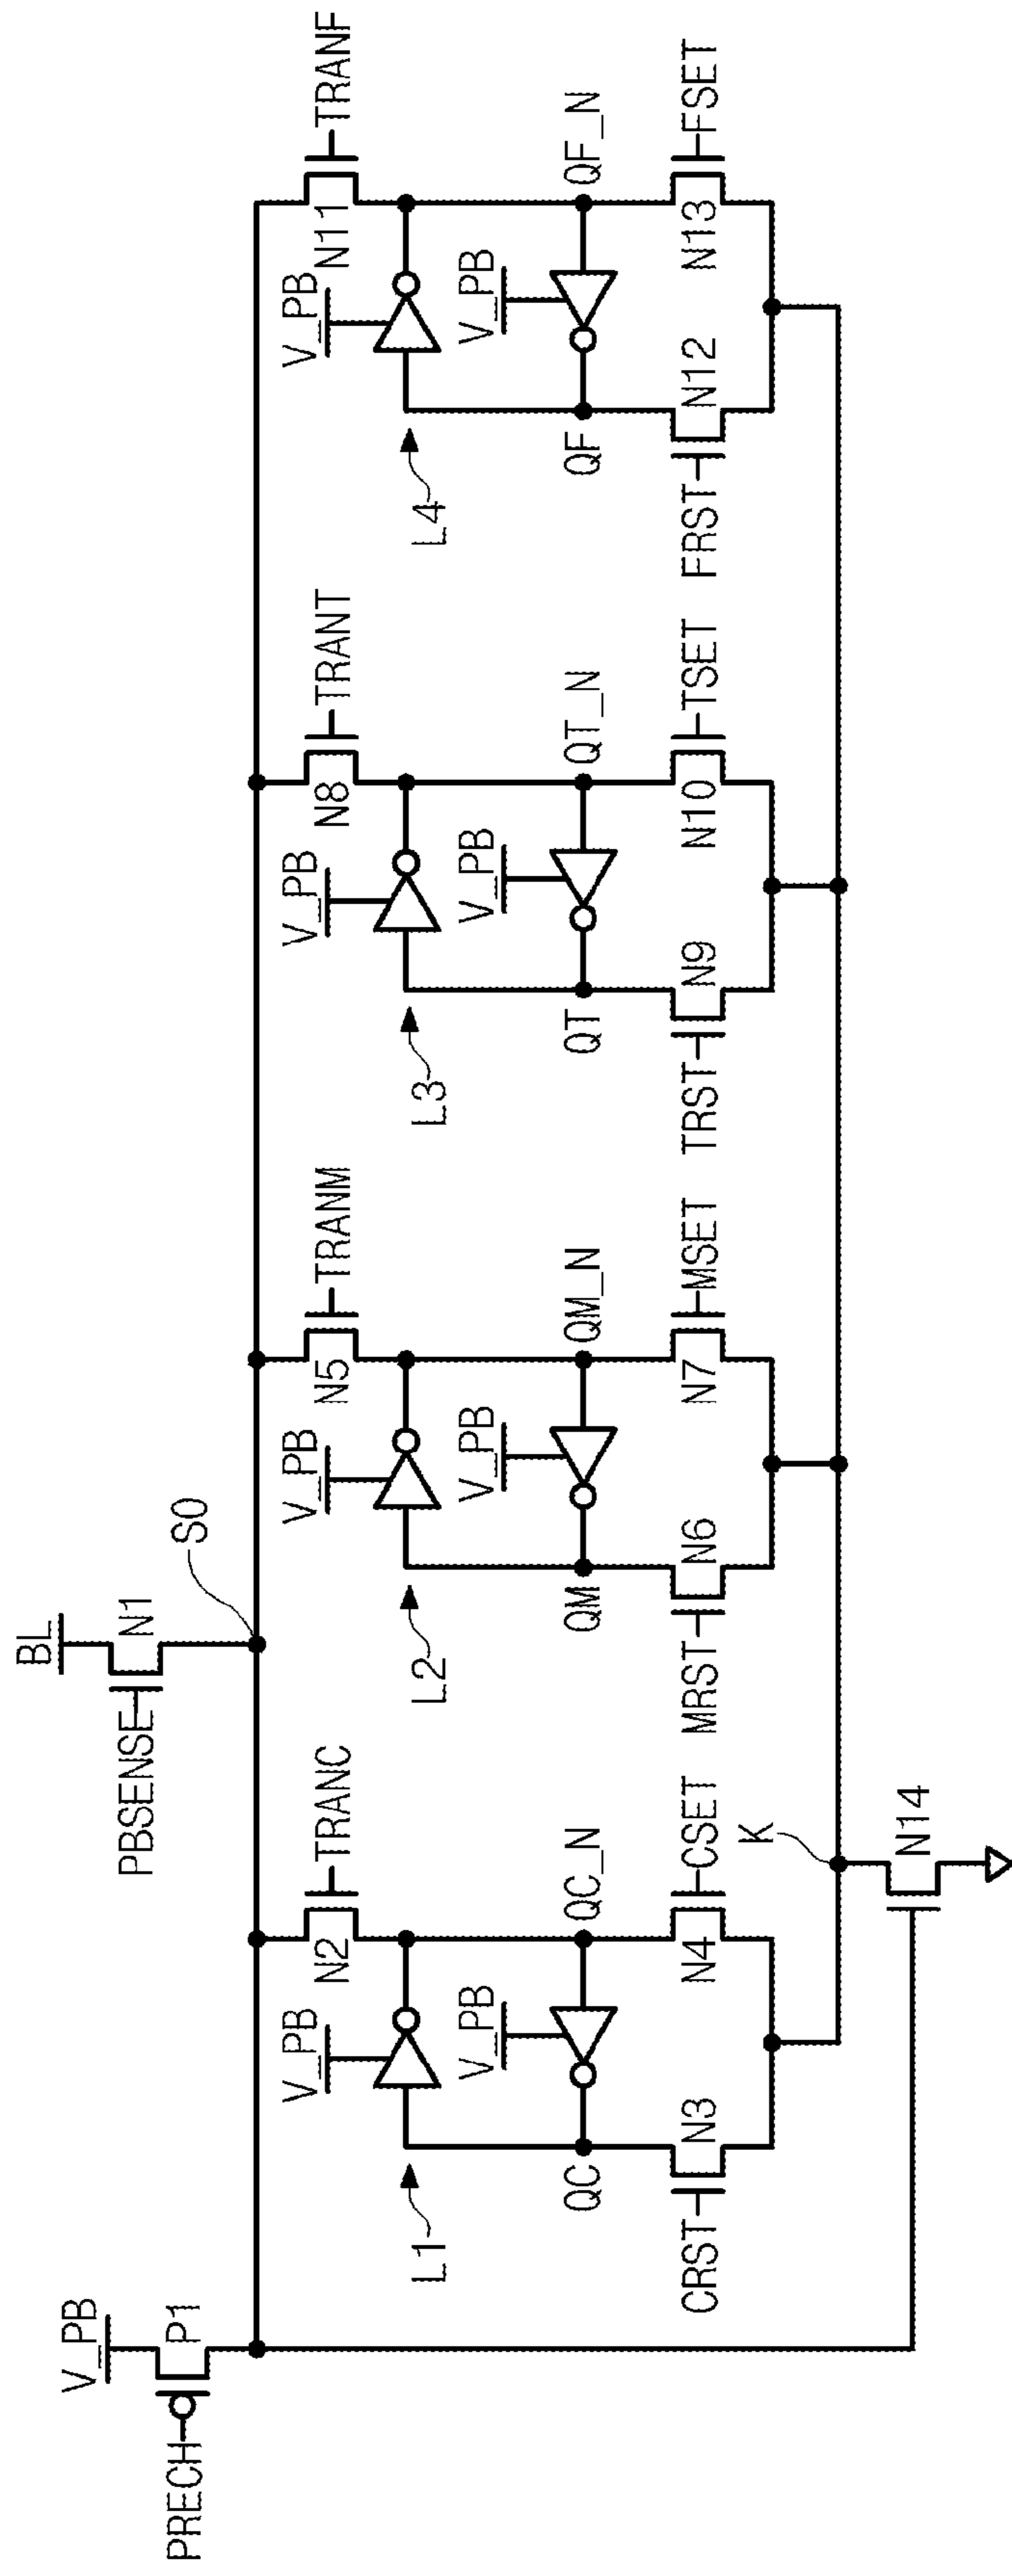 V_PB
PRECH
P1
BL
PBSENSE
N1
S0
N2
TRANC
N5
TRANM
N8
TRANT
N11
TRANF
V_PB
V_PB
V_PB
V_PB
L1
L2
L3
L4
V_PB
V_PB
V_PB
V_PB
QC
QC_N
QM
QM_N
QT
QT_N
QF
QF_N
CRST
N3
N4
CSET
MRST
N6
N7
MSET
TRST
N9
N10
TSET
FRST
N12
N13
FSET
K
N14